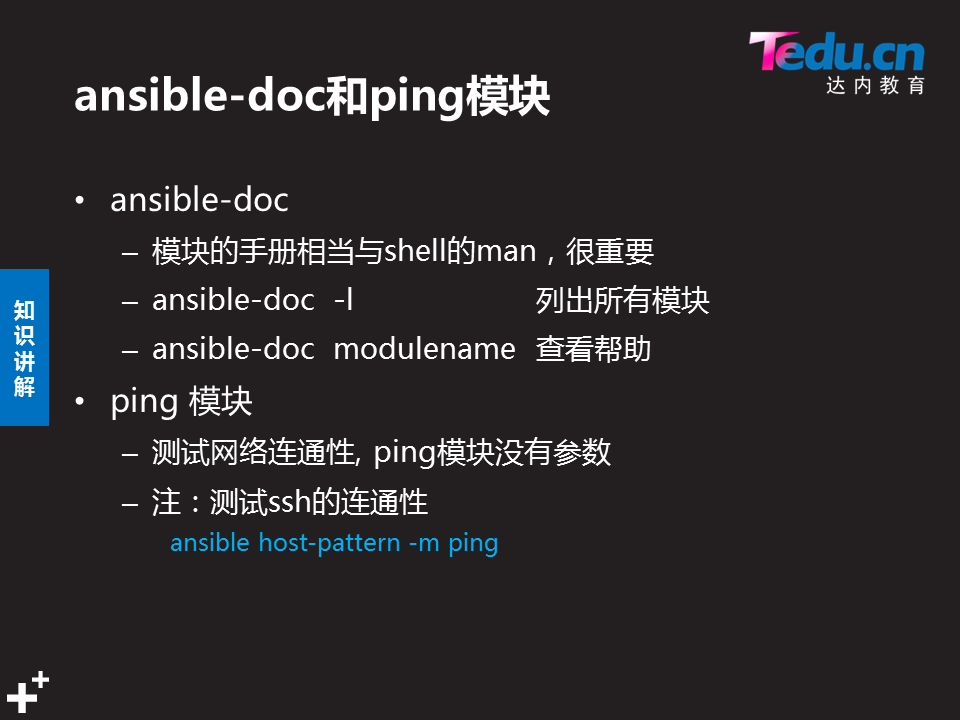 Tedu.cn
达内教育
ansible-doc和ping模块
• ansible-doc
– 模块的手册相当与shell的man，很重要
– ansible-doc -l 列出所有模块
– ansible-doc modulename 查看帮助
知识讲解
• ping 模块
– 测试网络连通性, ping模块没有参数
– 注：测试ssh的连通性
ansible host-pattern -m ping